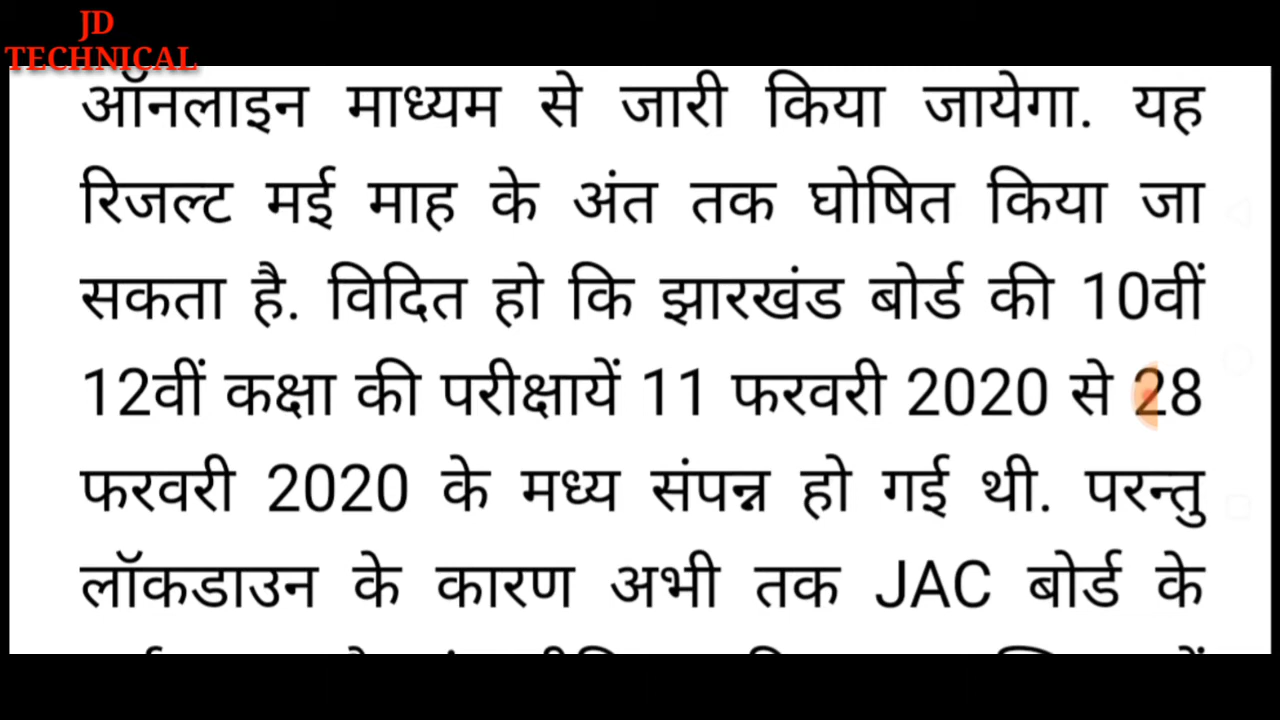 JD
TECHNICAL
ऑनलाइन माध्यम से जारी किया जायेगा. यह
रिजल्ट मई माह के अंत तक घोषित किया जा
सकता है. विदित हो कि झारखंड बोर्ड की 10वीं
12वीं कक्षा की परीक्षायें 11 फरवरी 2020 से 28
फरवरी 2020 के मध्य संपन्न हो गई थी. परन्तु
लॉकडाउन के कारण अभी तक JAC बोर्ड के